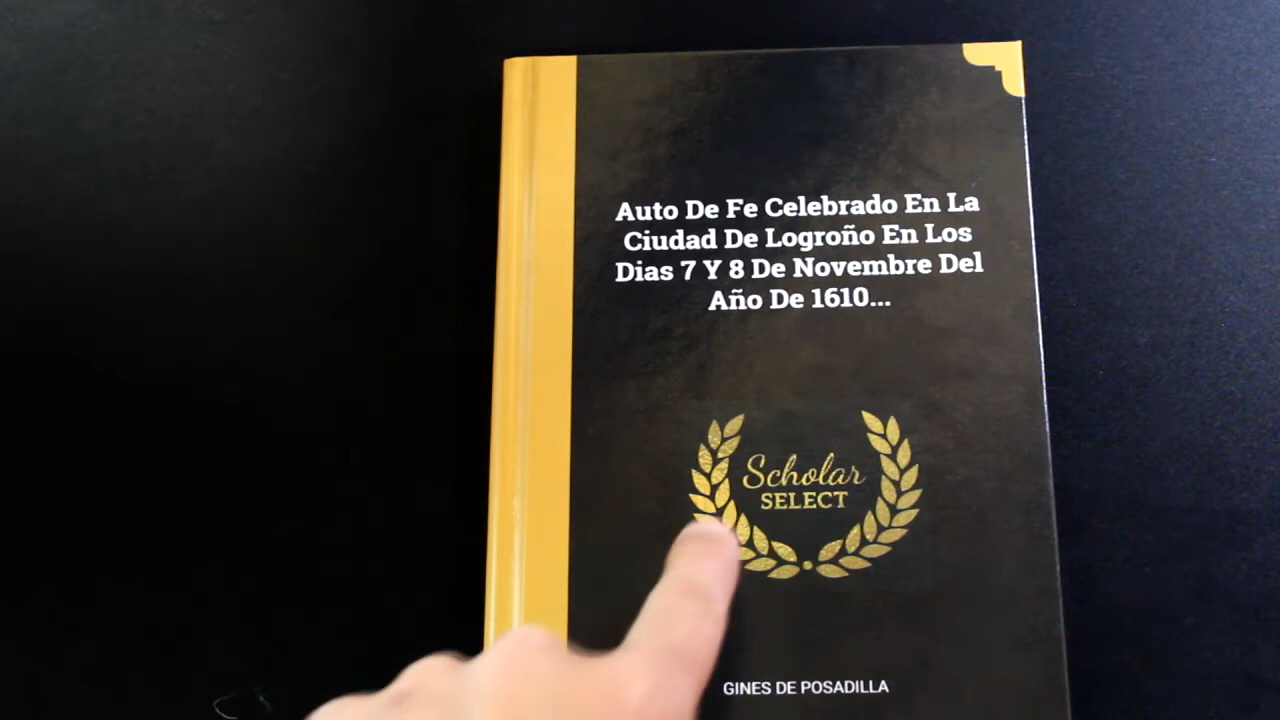 Auto De Fe Celebrado En La
Ciudad De Logroño En Los
Dias 7 Y 8 De Novembre Del
Año De 1610...
Scholar
SELECT
GINES DE POSADILLA